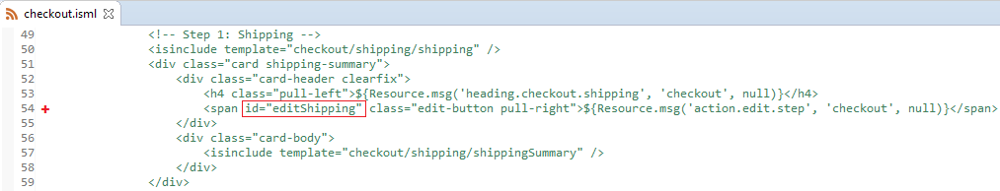 checkout.isml
49 <!-- Step 1: Shipping -->
50 <isinclude template="checkout/shipping/shipping" />
51 <div class="card shipping-summary">
52 <div class="card-header clearfix">
53 <h4 class="pull-left">${Resource.msg('heading.checkout.shipping', 'checkout', null)}</h4>
54 <span id="editShipping" class="edit-button pull-right">${Resource.msg('action.edit.step', 'checkout', null)}</span>
55 </div>
56 <div class="card-body">
57 <isinclude template="checkout/shipping/shippingSummary" />
58 </div>
59 </div>